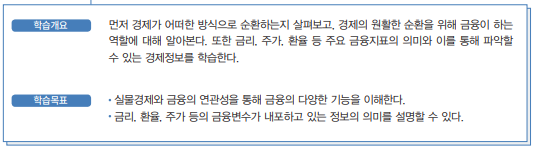 학습개요
먼저 경제가 어떠한 방식으로 순환하는지 살펴보고, 경제의 원활한 순환을 위해 금융이 하는
역할에 대해 알아본다. 또한 금리, 주가, 환율 등 주요 금융지표의 의미와 이를 통해 파악할
수 있는 경제정보를 학습한다.
학습목표
• 실물경제와 금융의 연관성을 통해 금융의 다양한 기능을 이해한다.
• 금리, 환율, 주가 등의 금융변수가 내포하고 있는 정보의 의미를 설명할 수 있다.